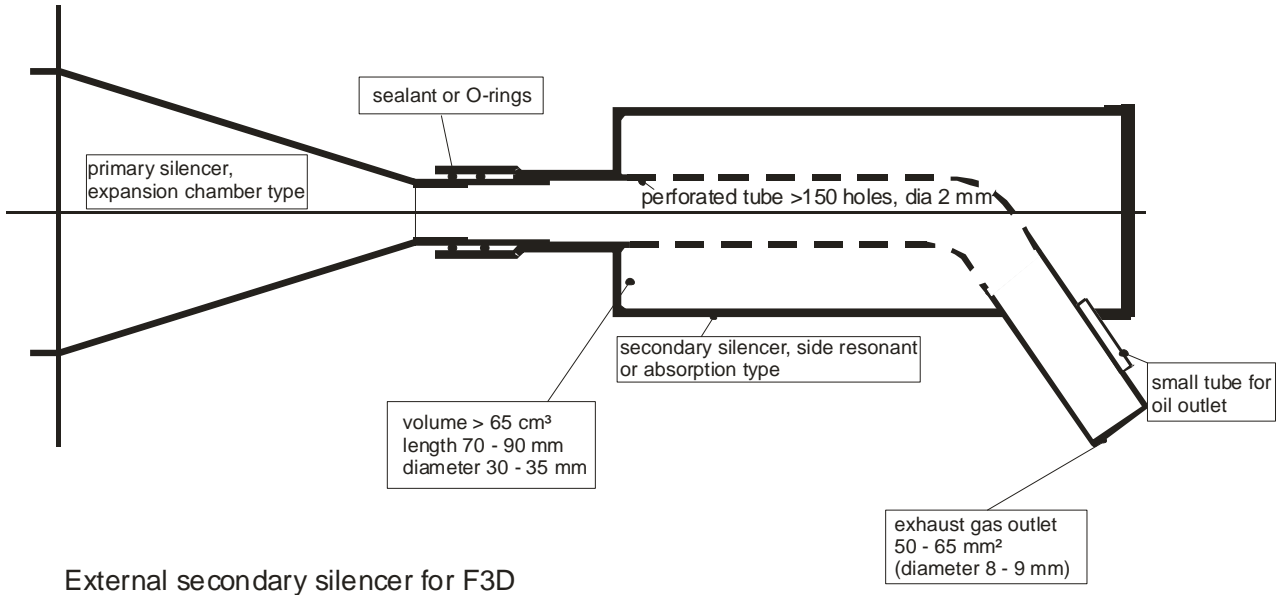 sealant or O-rings
primary silencer,
expansion chamber type
perforated tube >150 holes, dia 2 mm
secondary silencer, side resonant
or absorption type
small tube for
oil outlet
volume > 65 cm³
length 70 - 90 mm
diameter 30 - 35 mm
exhaust gas outlet
50 - 65 mm²
(diameter 8 - 9 mm)
External secondary silencer for F3D